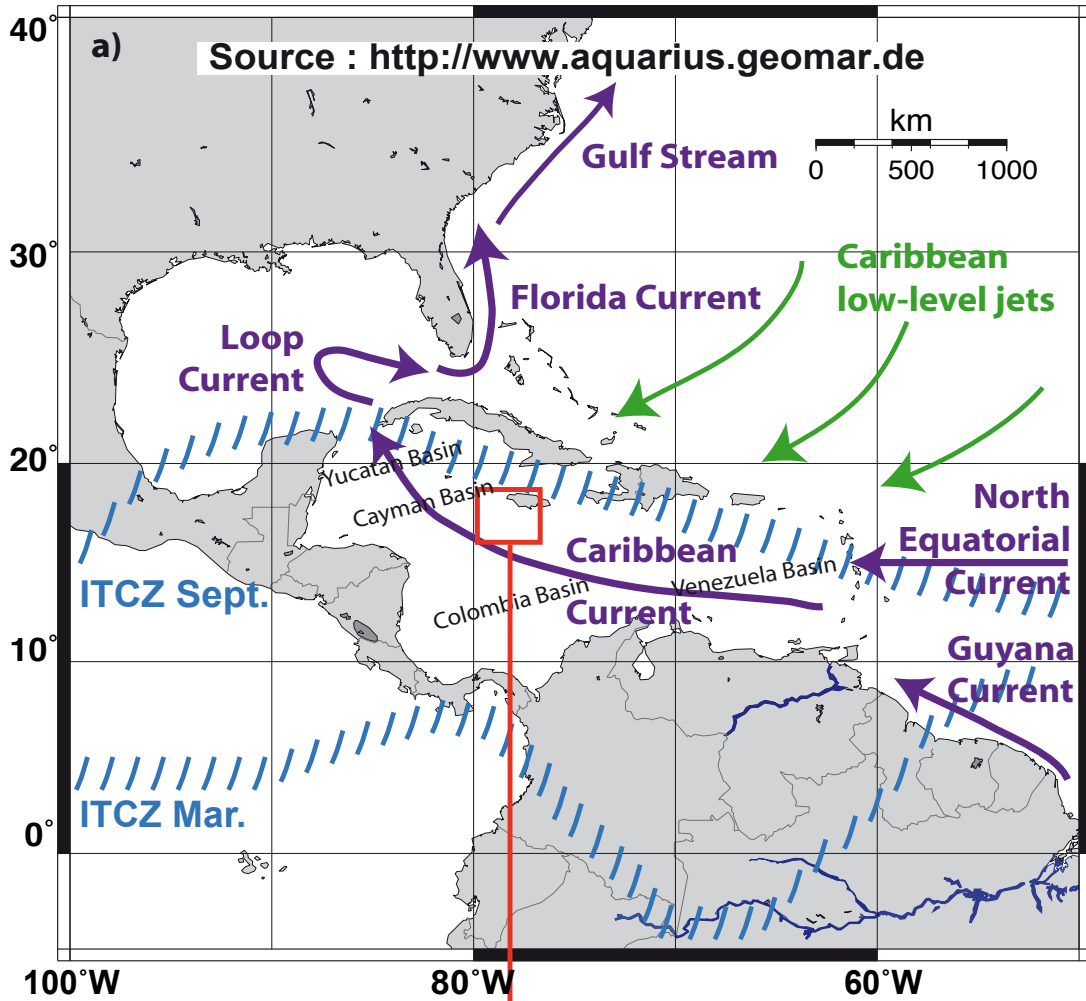 40°
a)
Source : http://www.aquarius.geomar.de
km
0 500 1000
Gulf Stream
30°
Caribbean
low-level jets
Florida Current
Loop
Current
20°
Yucatan Basin
Cayman Basin
North
Equatorial
Current
Caribbean
Current
Venezuela Basin
Colombia Basin
ITCZ Sept.
10°
Guyana
Current
ITCZ Mar.
0°
100°W 80°W 60°W